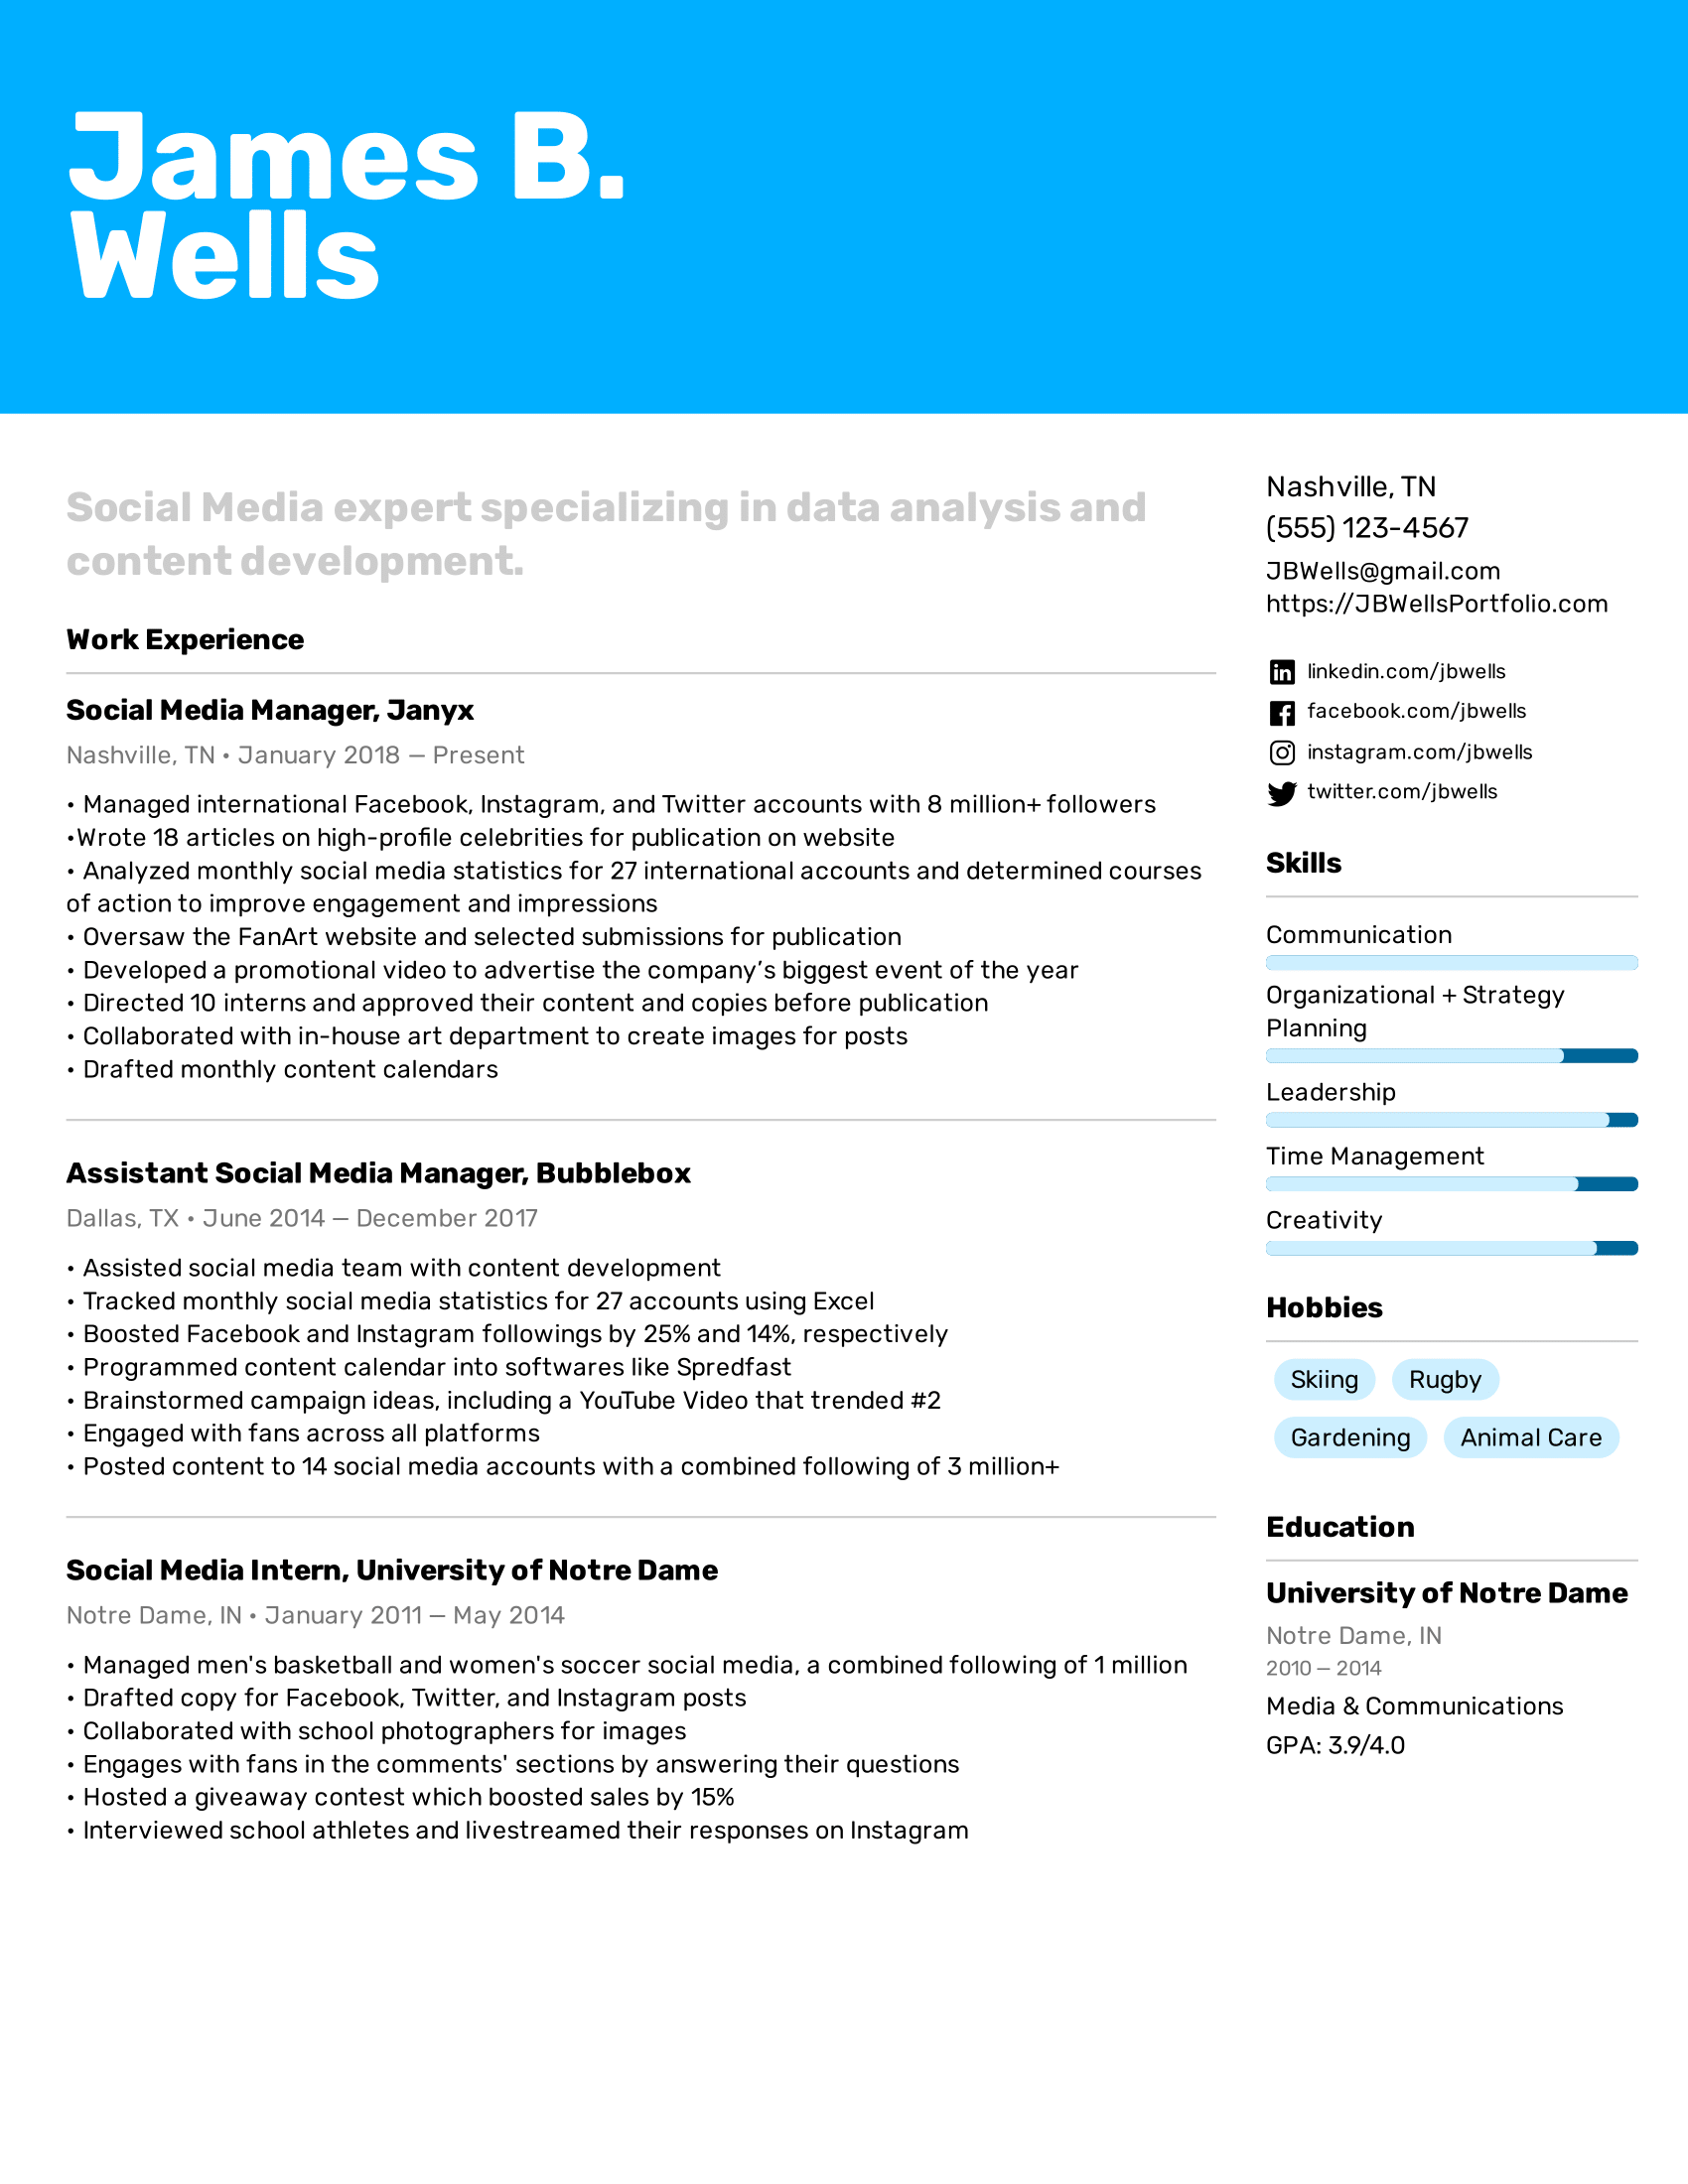 James B.
Wells
Social Media expert specializing in data analysis and
content development.
Work Experience
Social Media Manager, Janyx
Nashville, TN • January 2018 — Present
• Managed international Facebook, Instagram, and Twitter accounts with 8 million+ followers
•Wrote 18 articles on high-profile celebrities for publication on website
• Analyzed monthly social media statistics for 27 international accounts and determined courses
of action to improve engagement and impressions
• Oversaw the FanArt website and selected submissions for publication
• Developed a promotional video to advertise the company’s biggest event of the year
• Directed 10 interns and approved their content and copies before publication
• Collaborated with in-house art department to create images for posts
• Drafted monthly content calendars
Assistant Social Media Manager, Bubblebox
Dallas, TX • June 2014 — December 2017
• Assisted social media team with content development
• Tracked monthly social media statistics for 27 accounts using Excel
• Boosted Facebook and Instagram followings by 25% and 14%, respectively
• Programmed content calendar into softwares like Spredfast
• Brainstormed campaign ideas, including a YouTube Video that trended #2
• Engaged with fans across all platforms
• Posted content to 14 social media accounts with a combined following of 3 million+
Social Media Intern, University of Notre Dame
Notre Dame, IN • January 2011 — May 2014
• Managed men's basketball and women's soccer social media, a combined following of 1 million
• Drafted copy for Facebook, Twitter, and Instagram posts
• Collaborated with school photographers for images
• Engages with fans in the comments' sections by answering their questions
• Hosted a giveaway contest which boosted sales by 15%
• Interviewed school athletes and livestreamed their responses on Instagram
Nashville, TN
(555) 123-4567
JBWells@gmail.com
https://JBWellsPortfolio.com
linkedin.com/jbwells
facebook.com/jbwells
instagram.com/jbwells
twitter.com/jbwells
Skills
Communication
Organizational + Strategy
Planning
Leadership
Time Management
Creativity
Hobbies
Skiing Rugby
Gardening Animal Care
Education
University of Notre Dame
Notre Dame, IN
2010 — 2014
Media & Communications
GPA: 3.9/4.0